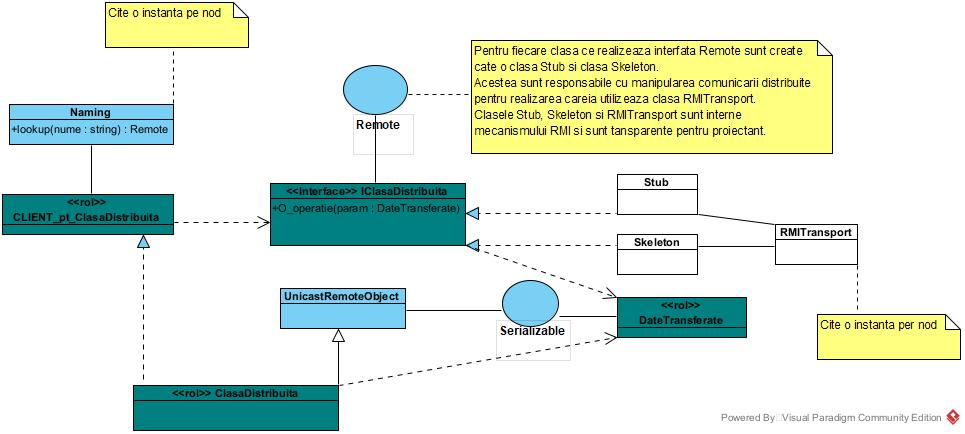 Cite o instanta pe nod
Pentru fiecare clasa ce realizeaza interfata Remote sunt create
cate o clasa Stub si clasa Skeleton.
Acestea sunt responsabile cu manipularea comunicarii distribuite
pentru realizarea careia utilizeaza clasa RMITransport.
Clasele Stub, Skeleton si RMITransport sunt interne
mecanismului RMI si sunt tansparente pentru proiectant.
Naming
+lookup(nume : string) : Remote
Remote
<<rol>>
CLIENT_pt_ClasaDistribuita
<<interface>> IClasaDistribuita
+O_operatie(param : DateTransferate)
Stub
Skeleton
RMITransport
UnicastRemoteObject
Serializable
<<rol>>
DateTransferate
Cite o instanta per nod
<<rol>> ClasaDistribuita
Powered By Visual Paradigm Community Edition